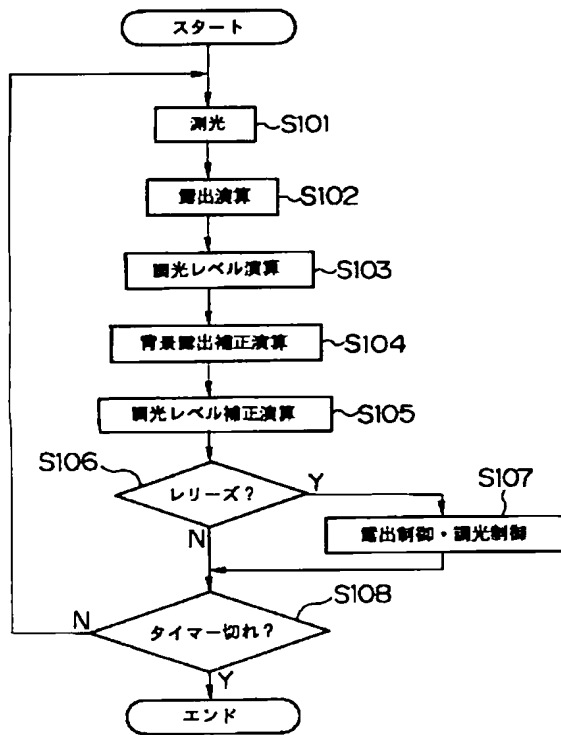 スタート
測光 S101
露出演算 S102
調光レベル演算 S103
背景露出補正演算 S104
調光レベル補正演算 S105
S106
レリーズ?
Y
N
S107
露出制御・調光制御
S108
タイマー切れ?
N
Y
エンド